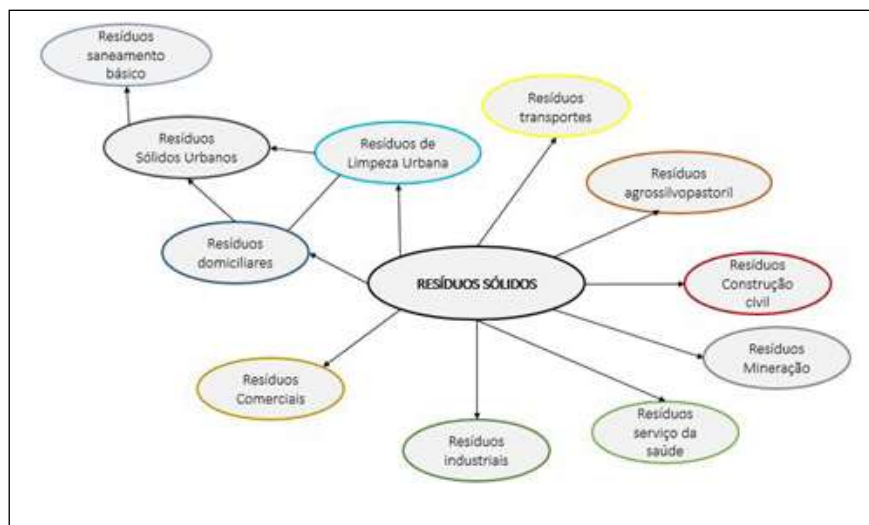 Resíduos
saneamento
básico
Resíduos
Sólidos Urbanos
Resíduos de
Limpeza Urbana
Resíduos
transportes
Resíduos
agrossilvopastoril
Resíduos
domiciliares
RESÍDUOS SÓLIDOS
Resíduos
Construção
civil
Resíduos
Mineração
Resíduos
Comerciais
Resíduos
industriais
Resíduos
serviço da
saúde